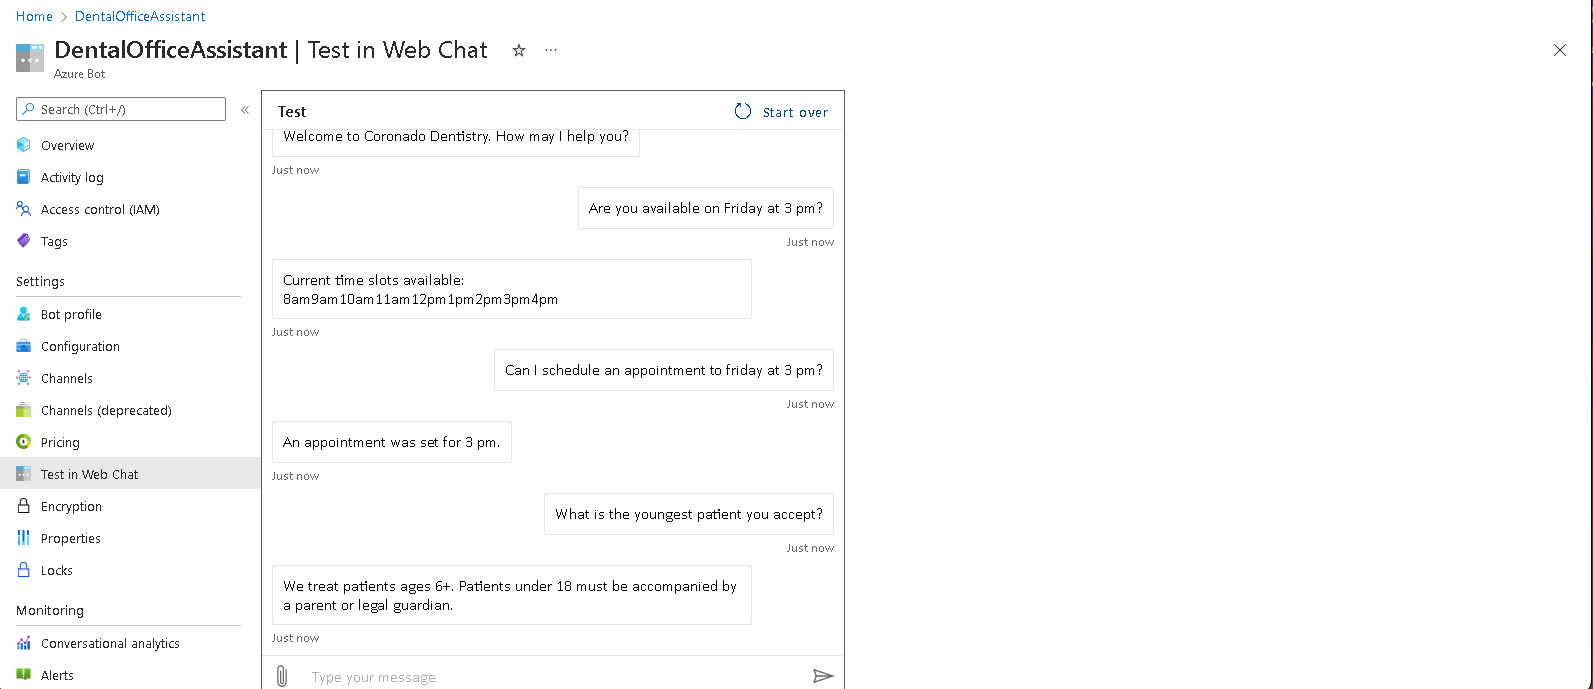 Home > DentalOfficeAssistant
DentalOfficeAssistant | Test in Web Chat
Azure Bot
Search (Ctrl+/)
Overview
Activity log
Access control (IAM)
Tags
Settings
Bot profile
Configuration
Channels
Channels (deprecated)
Pricing
Test in Web Chat
Encryption
Properties
Locks
Monitoring
Conversational analytics
Alerts
Test
Start over
Welcome to Coronado Dentistry. How may I help you?
Just now
Are you available on Friday at 3 pm?
Just now
Current time slots available:
8am9am10am11am12pm1pm2pm3pm4pm
Just now
Can I schedule an appointment to friday at 3 pm?
Just now
An appointment was set for 3 pm.
Just now
What is the youngest patient you accept?
Just now
We treat patients ages 6+. Patients under 18 must be accompanied by
a parent or legal guardian.
Just now
Type your message